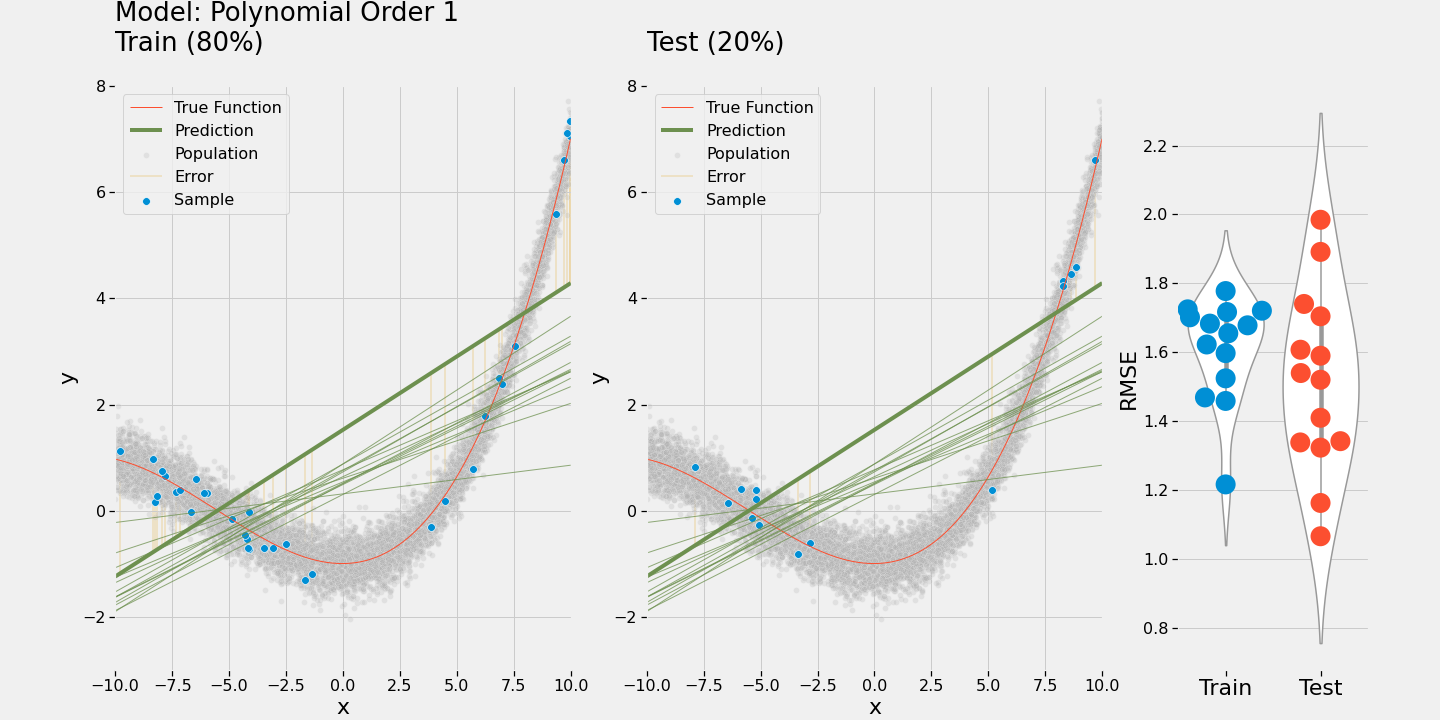 Model: Polynomial Order 1
Train (80%)
Test (20%)
True Function
Prediction
Population
Error
Sample
8
6
4
2
0
−2
y
−10.0 −7.5 −5.0 −2.5 0.0 2.5 5.0 7.5 10.0
x
True Function
Prediction
Population
Error
Sample
8
6
4
2
0
−2
y
−10.0 −7.5 −5.0 −2.5 0.0 2.5 5.0 7.5 10.0
x
2.2
2.0
1.8
1.6
1.4
1.2
1.0
0.8
RMSE
Train Test